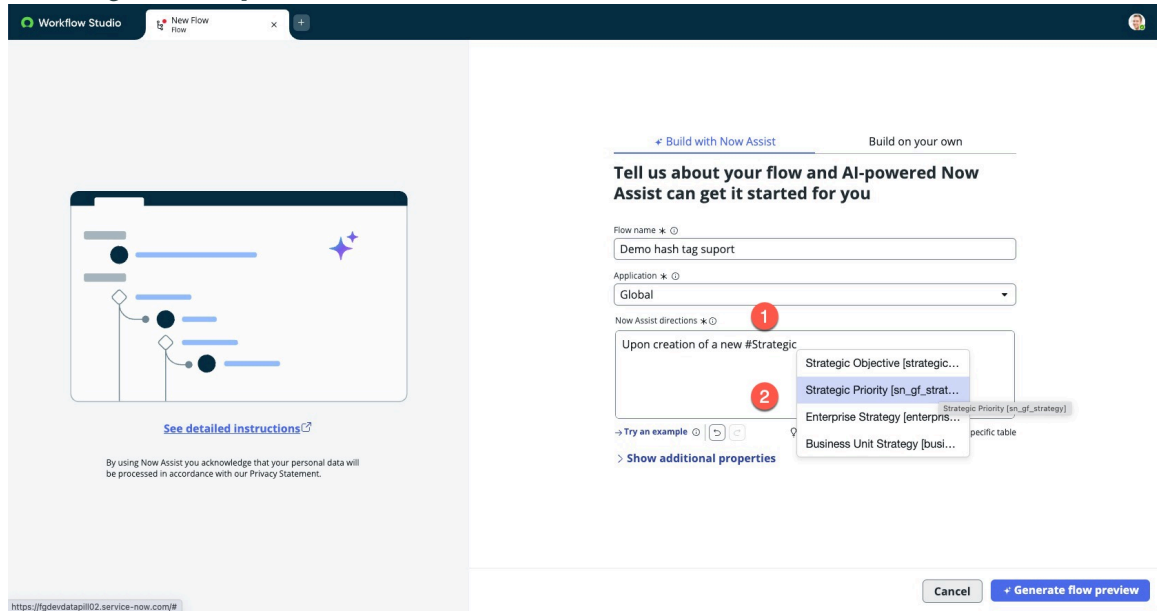 Workflow Studio
New Flow
Flow
See detailed instructions
By using Now Assist you acknowledge that your personal data will
be processed in accordance with our Privacy Statement.
Build with Now Assist
Build on your own
Tell us about your flow and AI-powered Now
Assist can get it started for you
Flow name
Demo hash tag suport
Application
Global
Now Assist directions
1
Upon creation of a new #Strategic
Strategic Objective [strategic...
2
Strategic Priority [sn_gf_strat...
Strategic Priority [sn_gf_strategy]
Enterprise Strategy [enterpris...
Business Unit Strategy [busi...
→ Try an example
pecific table
> Show additional properties
Cancel
Generate flow preview
https://fgdevdatapill02.service-now.com/#